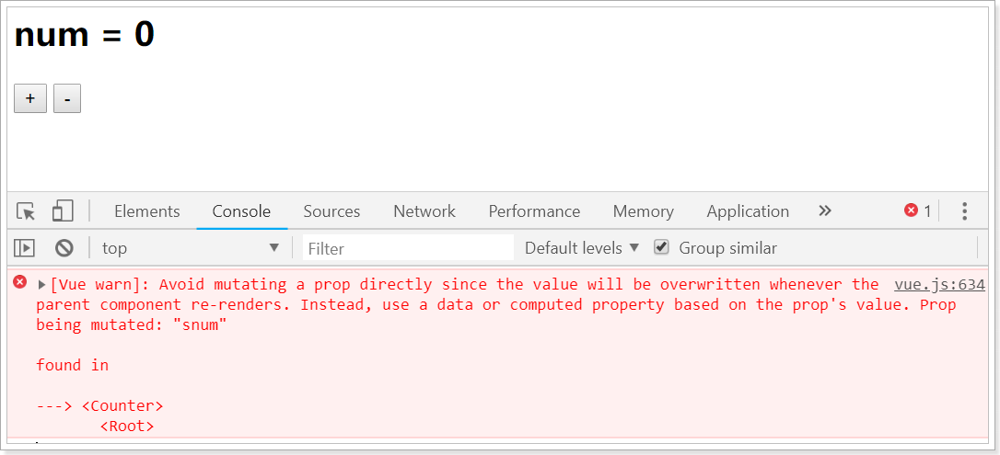 num = 0
+ -
Elements Console Sources Network Performance Memory Application » 1
top ▼ Filter Default levels ▼ Group similar
▶[Vue warn]: Avoid mutating a prop directly since the value will be overwritten whenever the vue.js:634
parent component re-renders. Instead, use a data or computed property based on the prop's value. Prop
being mutated: "snum"
found in
---> <Counter>
<Root>